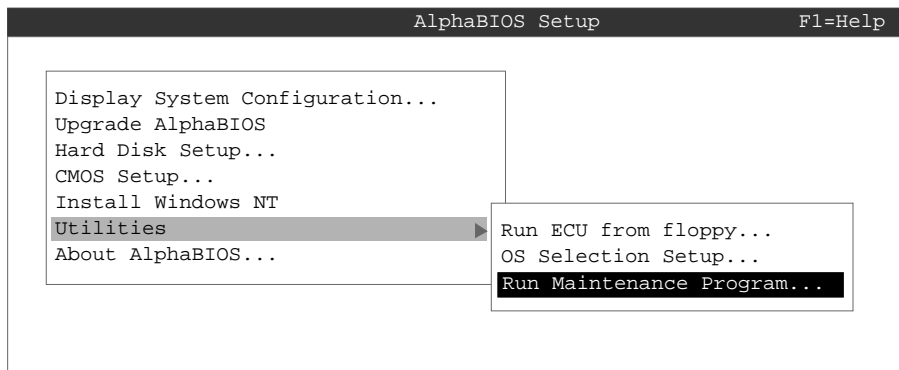 AlphaBIOS Setup F1=Help
Display System Configuration...
Upgrade AlphaBIOS
Hard Disk Setup...
CMOS Setup...
Install Windows NT
Utilities
About AlphaBIOS...
Run ECU from floppy...
OS Selection Setup...
Run Maintenance Program...